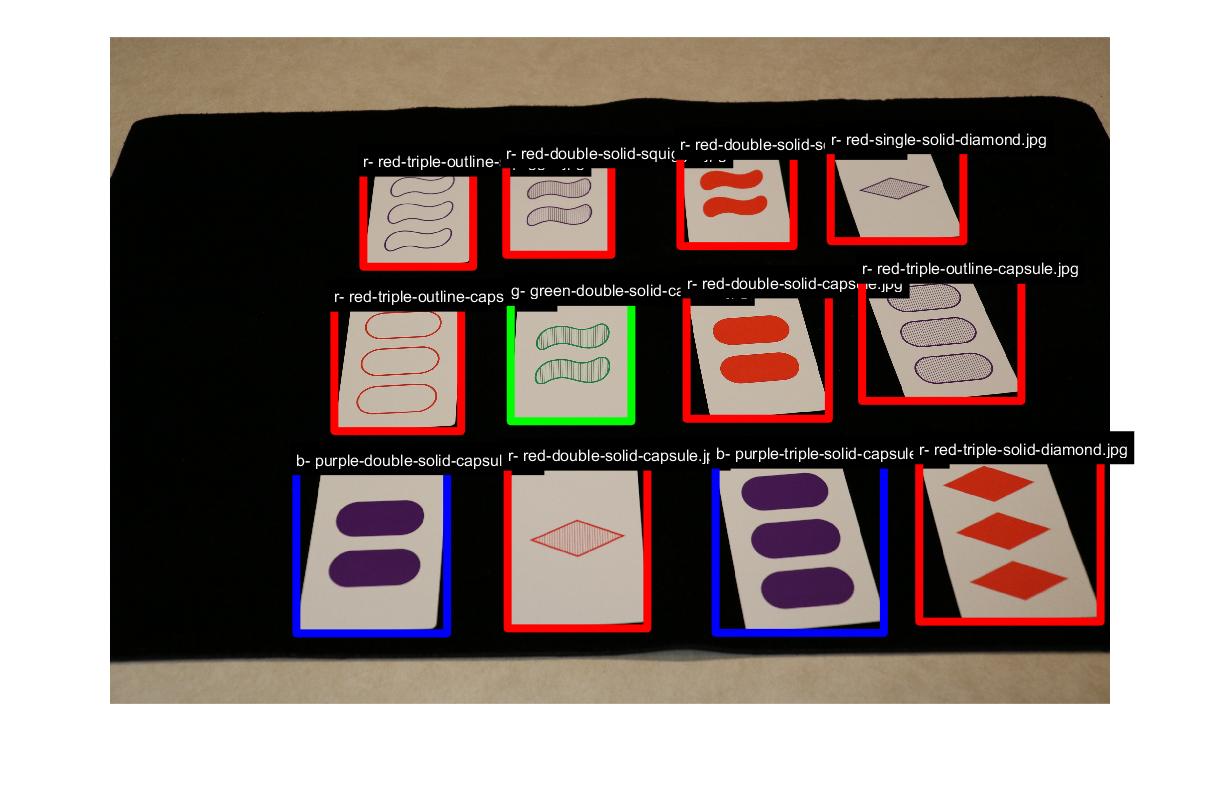 r- red-triple-outline-
r- red-double-solid-squig
r- red-double-solid-s
r- red-single-solid-diamond.jpg
r- red-triple-outline-caps
g- green-double-solid-ca
r- red-double-solid-capsule.jpg
r- red-triple-outline-capsule.jpg
b- purple-double-solid-capsul
r- red-double-solid-capsule.jp
b- purple-triple-solid-capsule
r- red-triple-solid-diamond.jpg